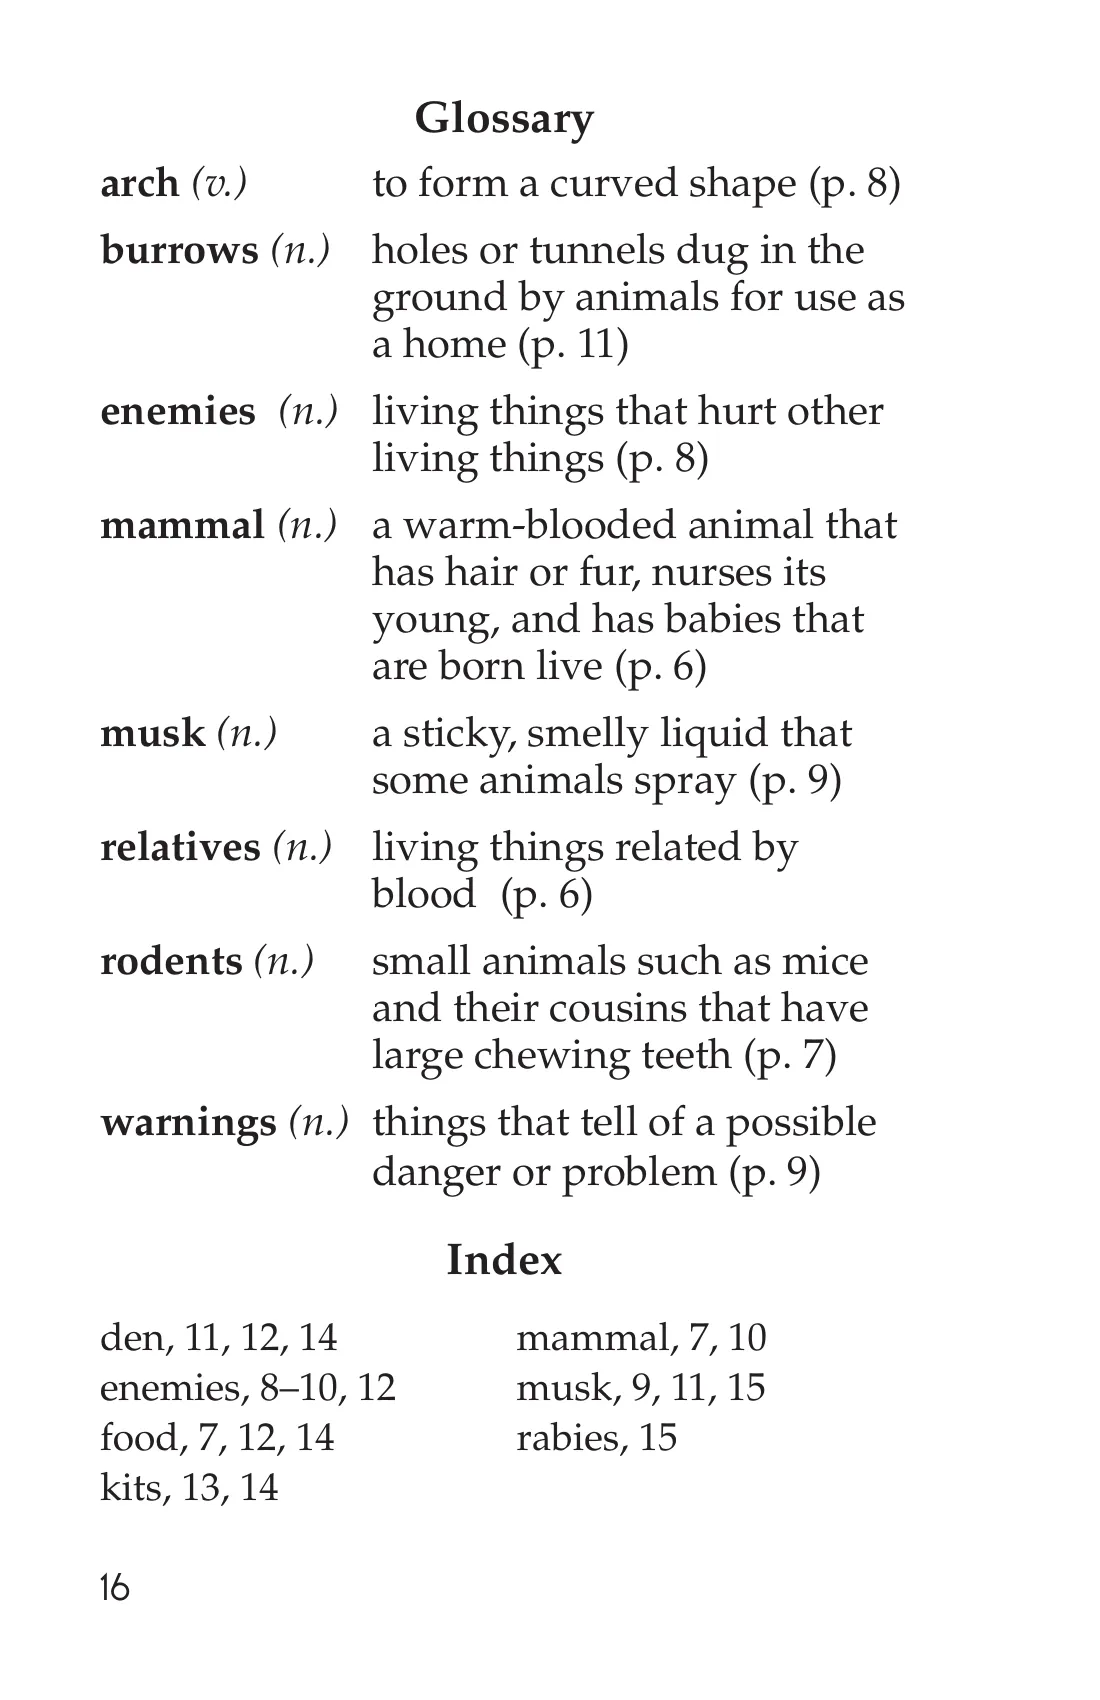 Glossary
arch (v.) to form a curved shape (p. 8)
burrows (n.) holes or tunnels dug in the
ground by animals for use as
a home (p. 11)
enemies (n.) living things that hurt other
living things (p. 8)
mammal (n.) a warm-blooded animal that
has hair or fur, nurses its
young, and has babies that
are born live (p. 6)
musk (n.) a sticky, smelly liquid that
some animals spray (p. 9)
relatives (n.) living things related by
blood (p. 6)
rodents (n.) small animals such as mice
and their cousins that have
large chewing teeth (p. 7)
warnings (n.) things that tell of a possible
danger or problem (p. 9)
Index
den, 11, 12, 14
enemies, 8–10, 12
food, 7, 12, 14
kits, 13, 14
mammal, 7, 10
musk, 9, 11, 15
rabies, 15
16